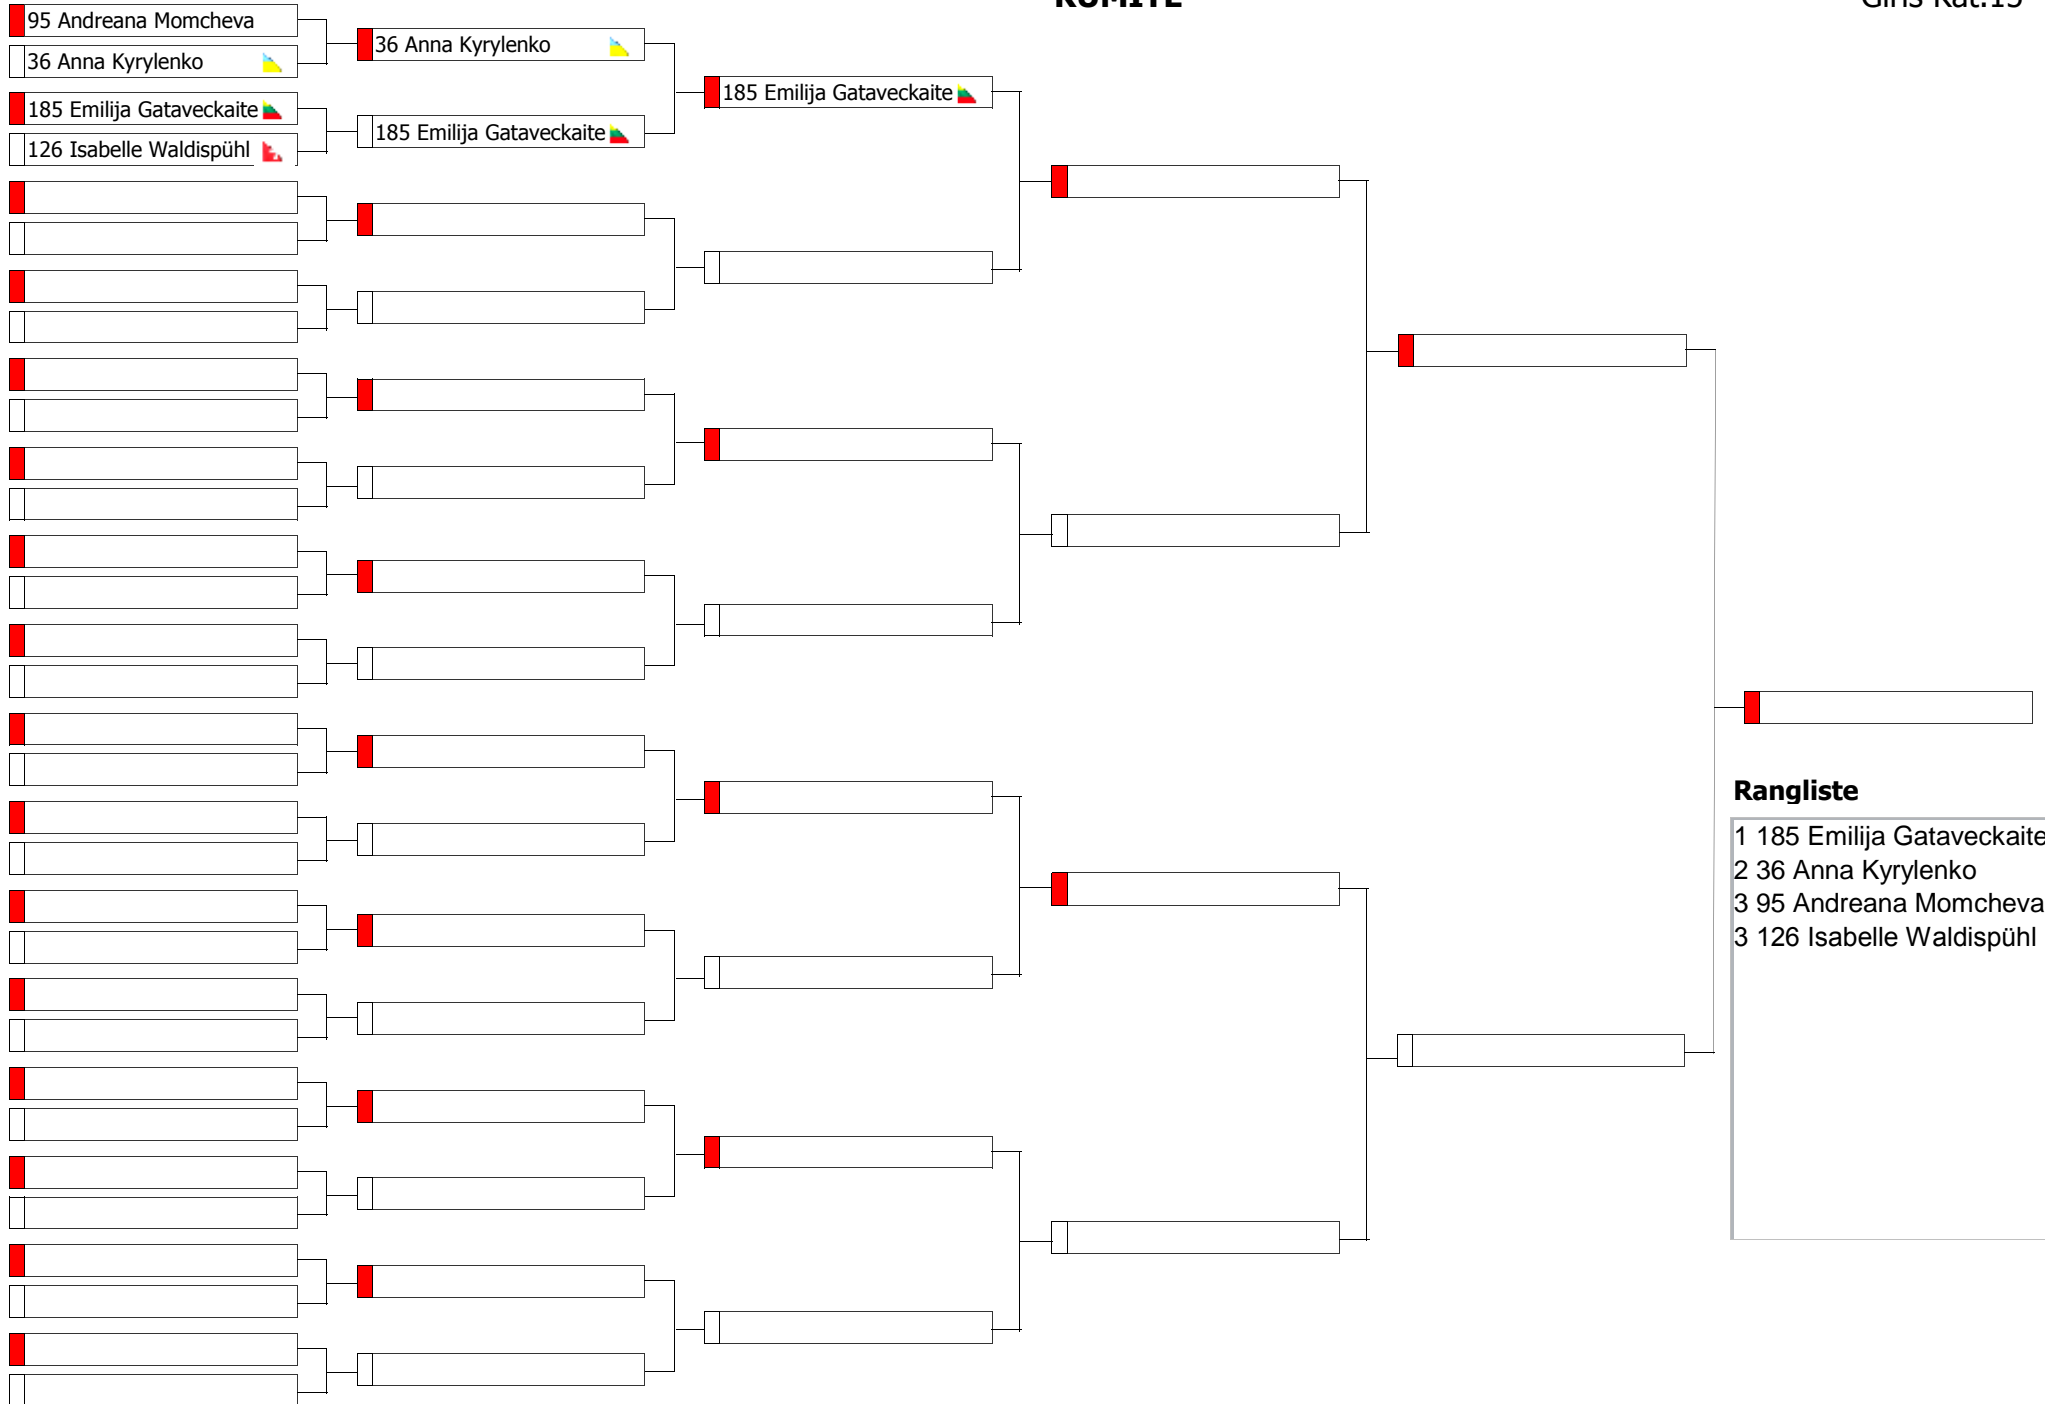 KUMITE
Girls Kat.15
95 Andreana Momcheva
36 Anna Kyrylenko
185 Emilija Gataveckaite
126 Isabelle Waldispühl
36 Anna Kyrylenko
185 Emilija Gataveckaite
185 Emilija Gataveckaite
Rangliste
1 185 Emilija Gataveckaite
2 36 Anna Kyrylenko
3 95 Andreana Momcheva
3 126 Isabelle Waldispühl